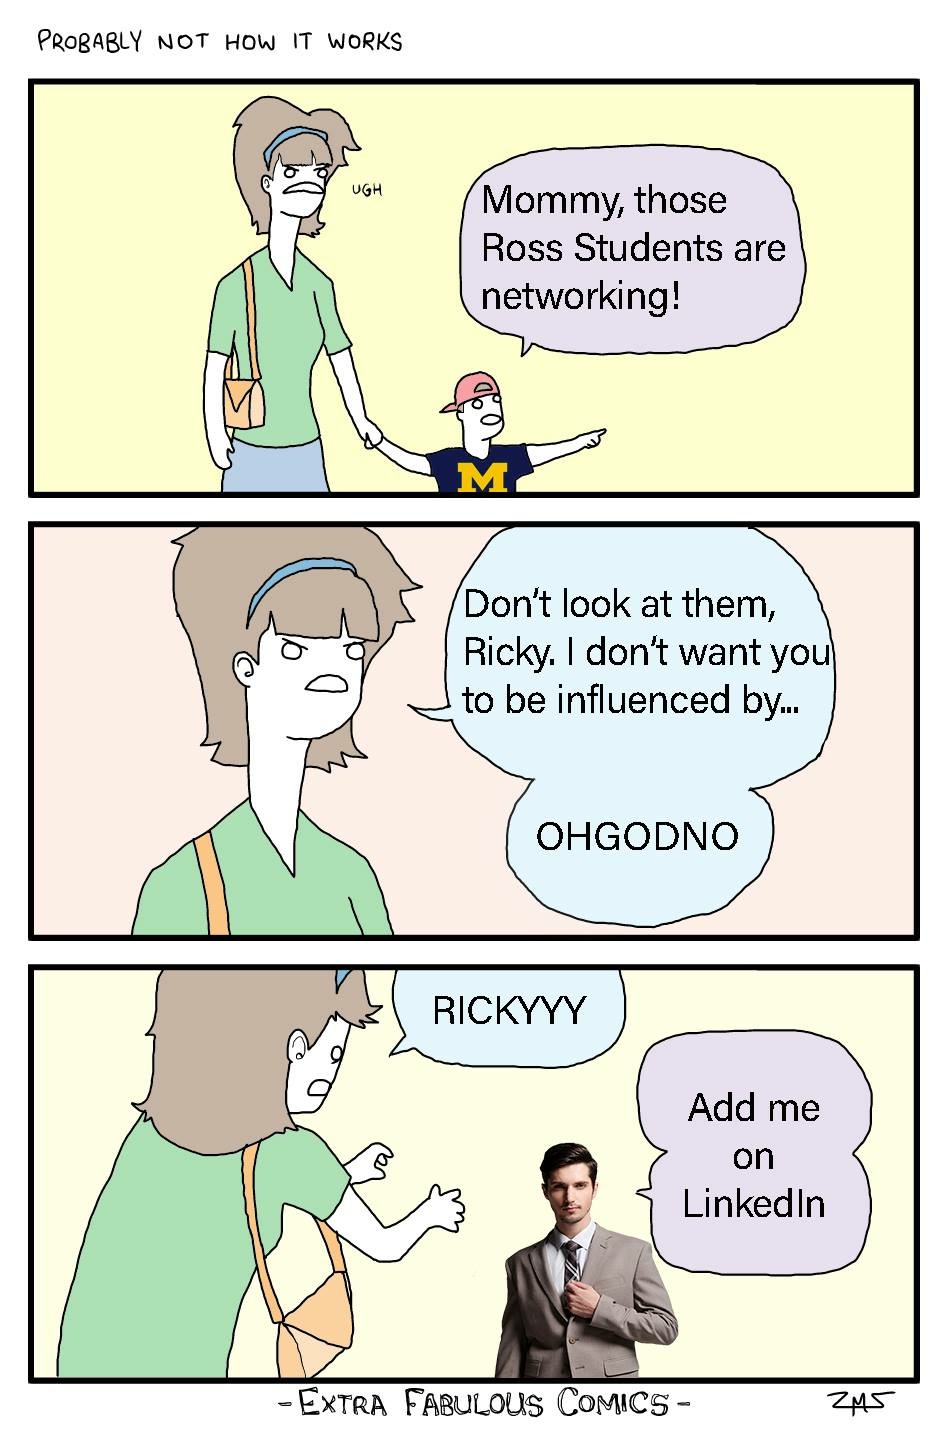 PROBABLY NOT HOW IT WORKS
UGH
Mommy, those
Ross Students are
networking!
M
Don't look at them,
Ricky. I don't want you
to be influenced by...
OHGODNO
RICKYYY
Add me
on
LinkedIn
- EXTRA FABULOUS COMICS -
ZMS